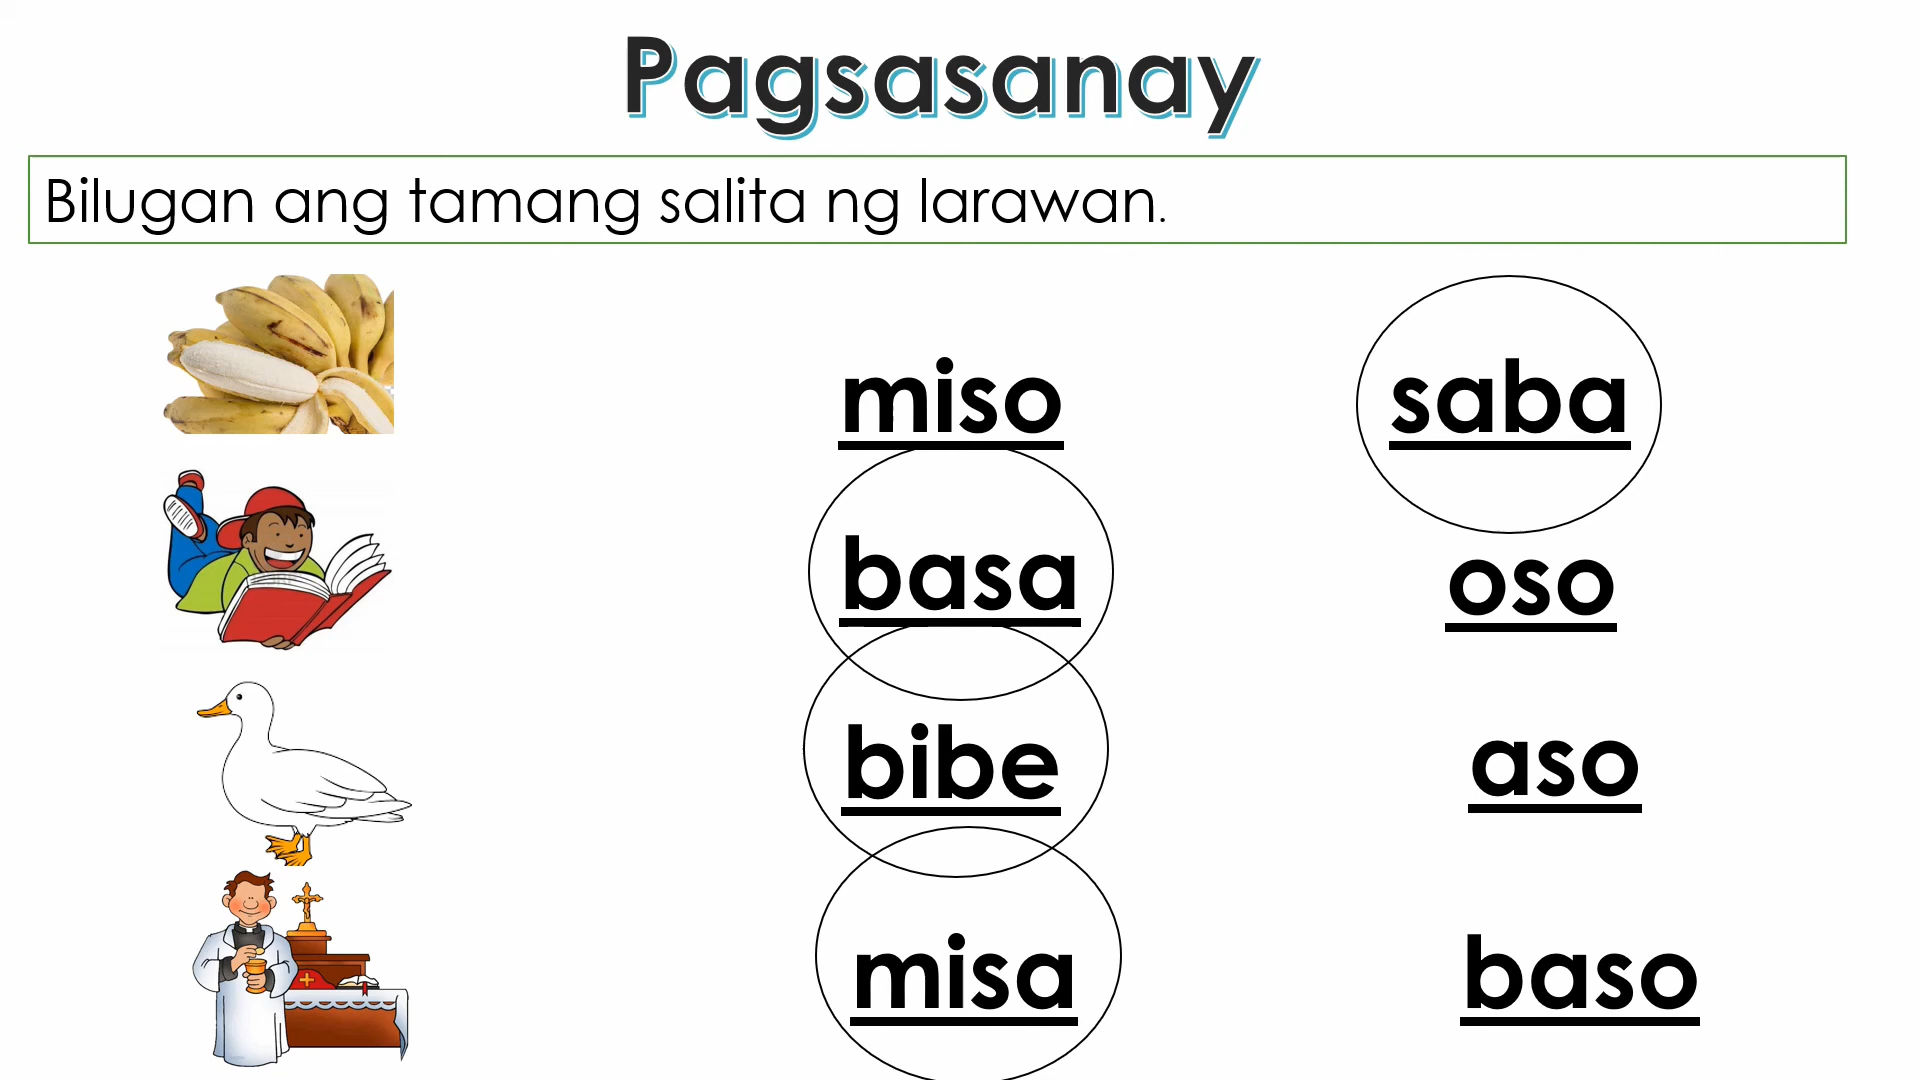 Pagsasanay
Bilugan ang tamang salita ng larawan.
miso saba
basa oso
bibe aso
misa baso